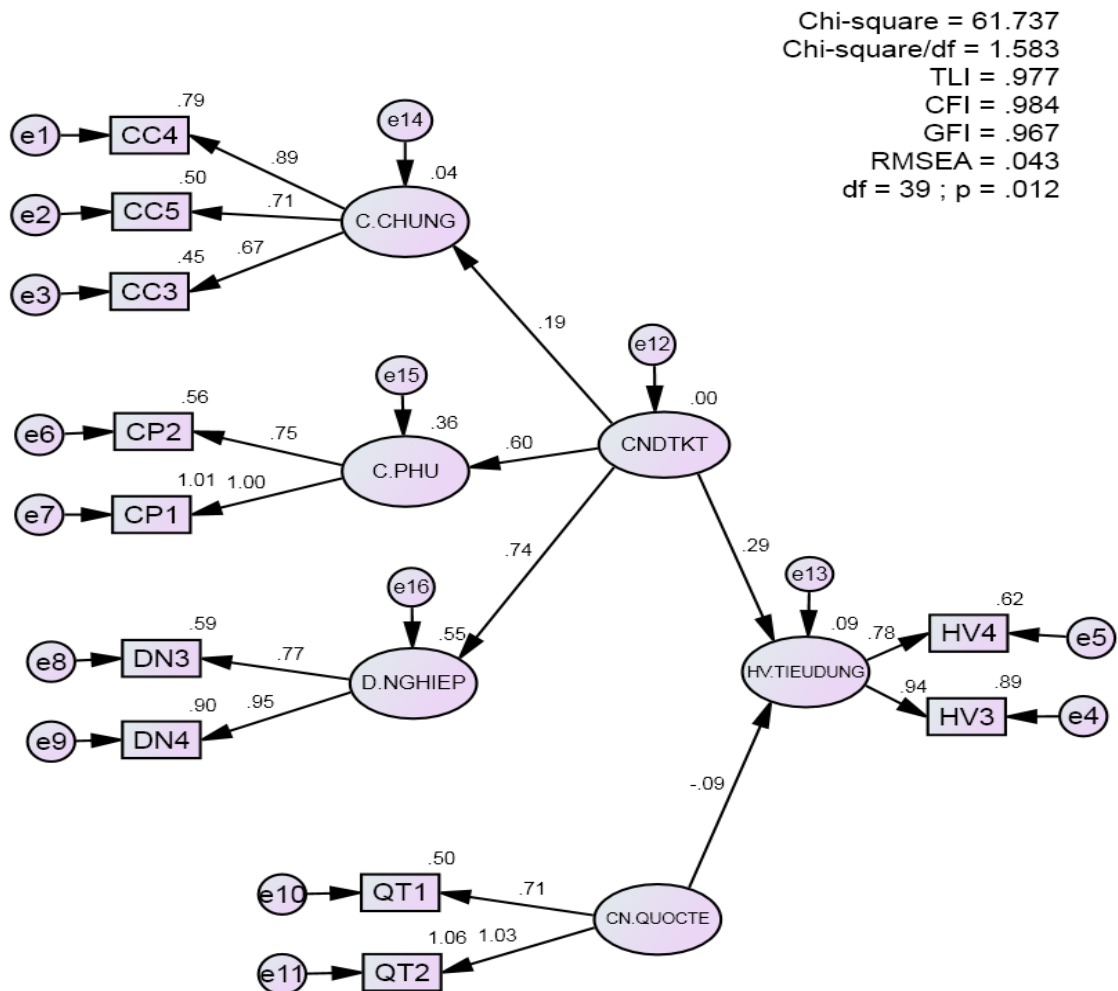 Chi-square = 61.737
Chi-square/df = 1.583
TLI = .977
CFI = .984
GFI = .967
RMSEA = .043
df = 39 ; p = .012
.79
e1
CC4
.89
.50
e2
CC5
.71
.45
e3
CC3
.67
e14
.04
C.CHUNG
.19
e12
.00
CNDTKT
e15
.36
C.PHU
.60
.56
e6
CP2
.75
1.01
1.00
e7
CP1
.74
.29
e16
.55
D.NGHIEP
.59
e8
DN3
.77
.90
.95
e9
DN4
e13
.09
HV.TIEUDUNG
.78
.62
HV4
e5
.94
.89
HV3
e4
-.09
.50
e10
QT1
.71
CN.QUOCTE
1.06
1.03
e11
QT2